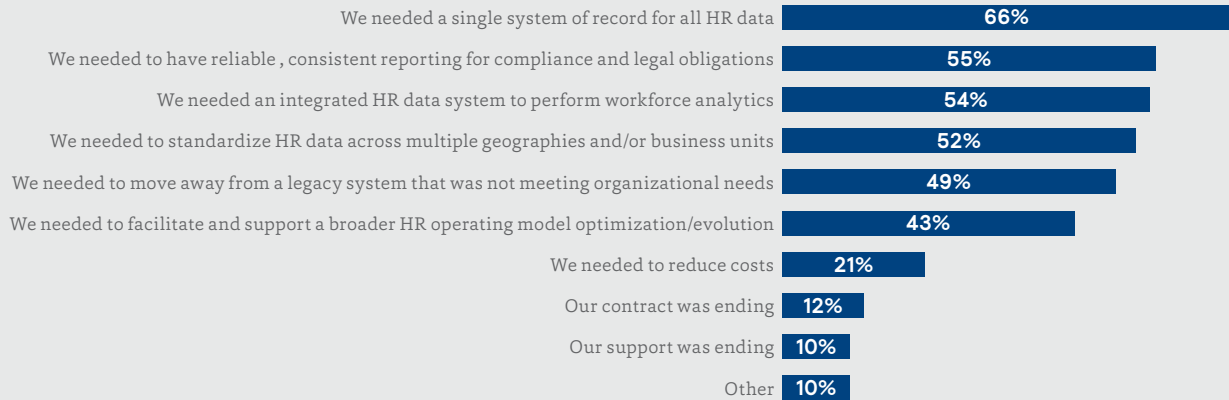 We needed a single system of record for all HR data 66%
We needed to have reliable , consistent reporting for compliance and legal obligations 55%
We needed an integrated HR data system to perform workforce analytics 54%
We needed to standardize HR data across multiple geographies and/or business units 52%
We needed to move away from a legacy system that was not meeting organizational needs 49%
We needed to facilitate and support a broader HR operating model optimization/evolution 43%
We needed to reduce costs 21%
Our contract was ending 12%
Our support was ending 10%
Other 10%